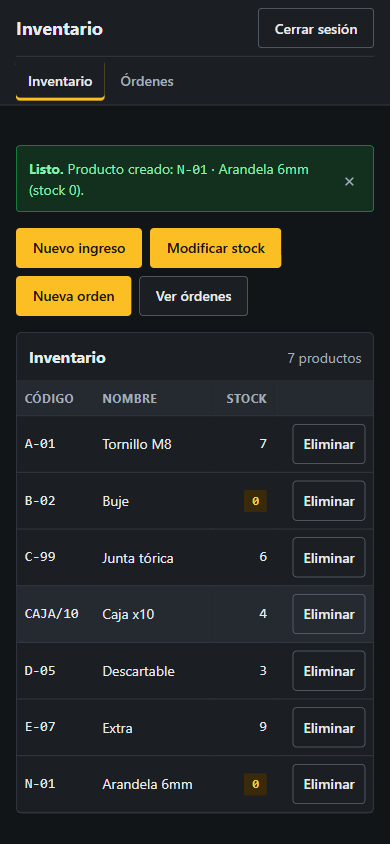 Inventario
Cerrar sesión
Inventario
Órdenes
Listo. Producto creado: N-01 · Arandela 6mm
(stock 0).
×
Nuevo ingreso
Modificar stock
Nueva orden
Ver órdenes
Inventario
7 productos
CÓDIGO NOMBRE STOCK
A-01 Tornillo M8 7 Eliminar
B-02 Buje 0 Eliminar
C-99 Junta tórica 6 Eliminar
CAJA/10 Caja x10 4 Eliminar
D-05 Descartable 3 Eliminar
E-07 Extra 9 Eliminar
N-01 Arandela 6mm 0 Eliminar